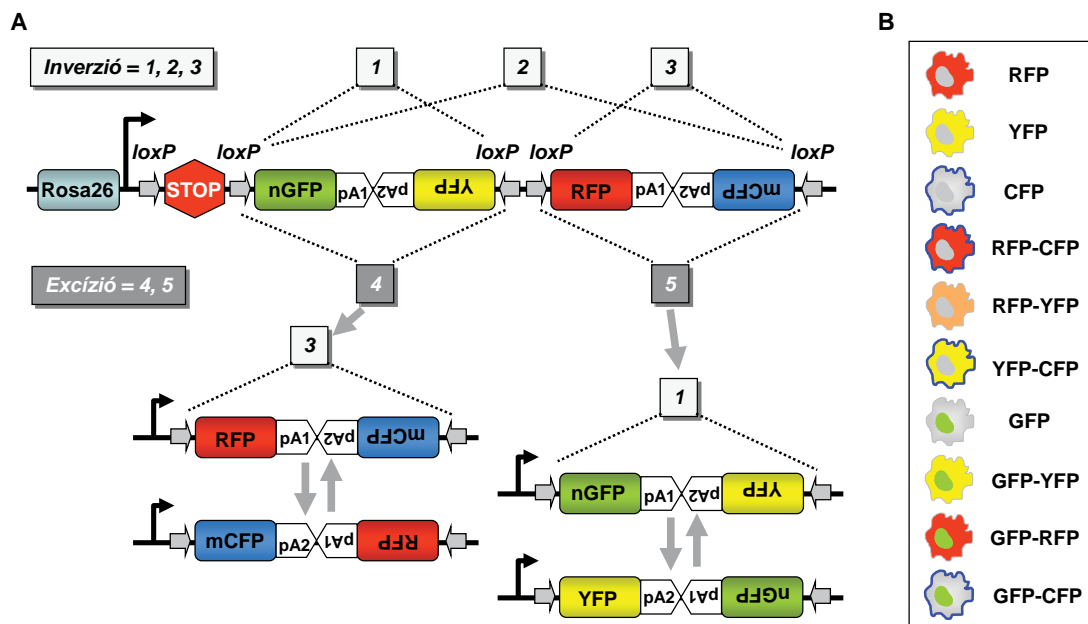 A
B
Inverzió = 1, 2, 3
1
2
3
loxP
loxP
loxP
loxP
loxP
Rosa26
STOP
nGFP
pA1
pA2
YFP
RFP
pA1
pA2
mCFP
Excízió = 4, 5
4
5
3
1
RFP
pA1
pA2
mCFP
mCFP
pA2
pA1
RFP
nGFP
pA1
pA2
YFP
YFP
pA2
pA1
nGFP
RFP
YFP
CFP
RFP-CFP
RFP-YFP
YFP-CFP
GFP
GFP-YFP
GFP-RFP
GFP-CFP